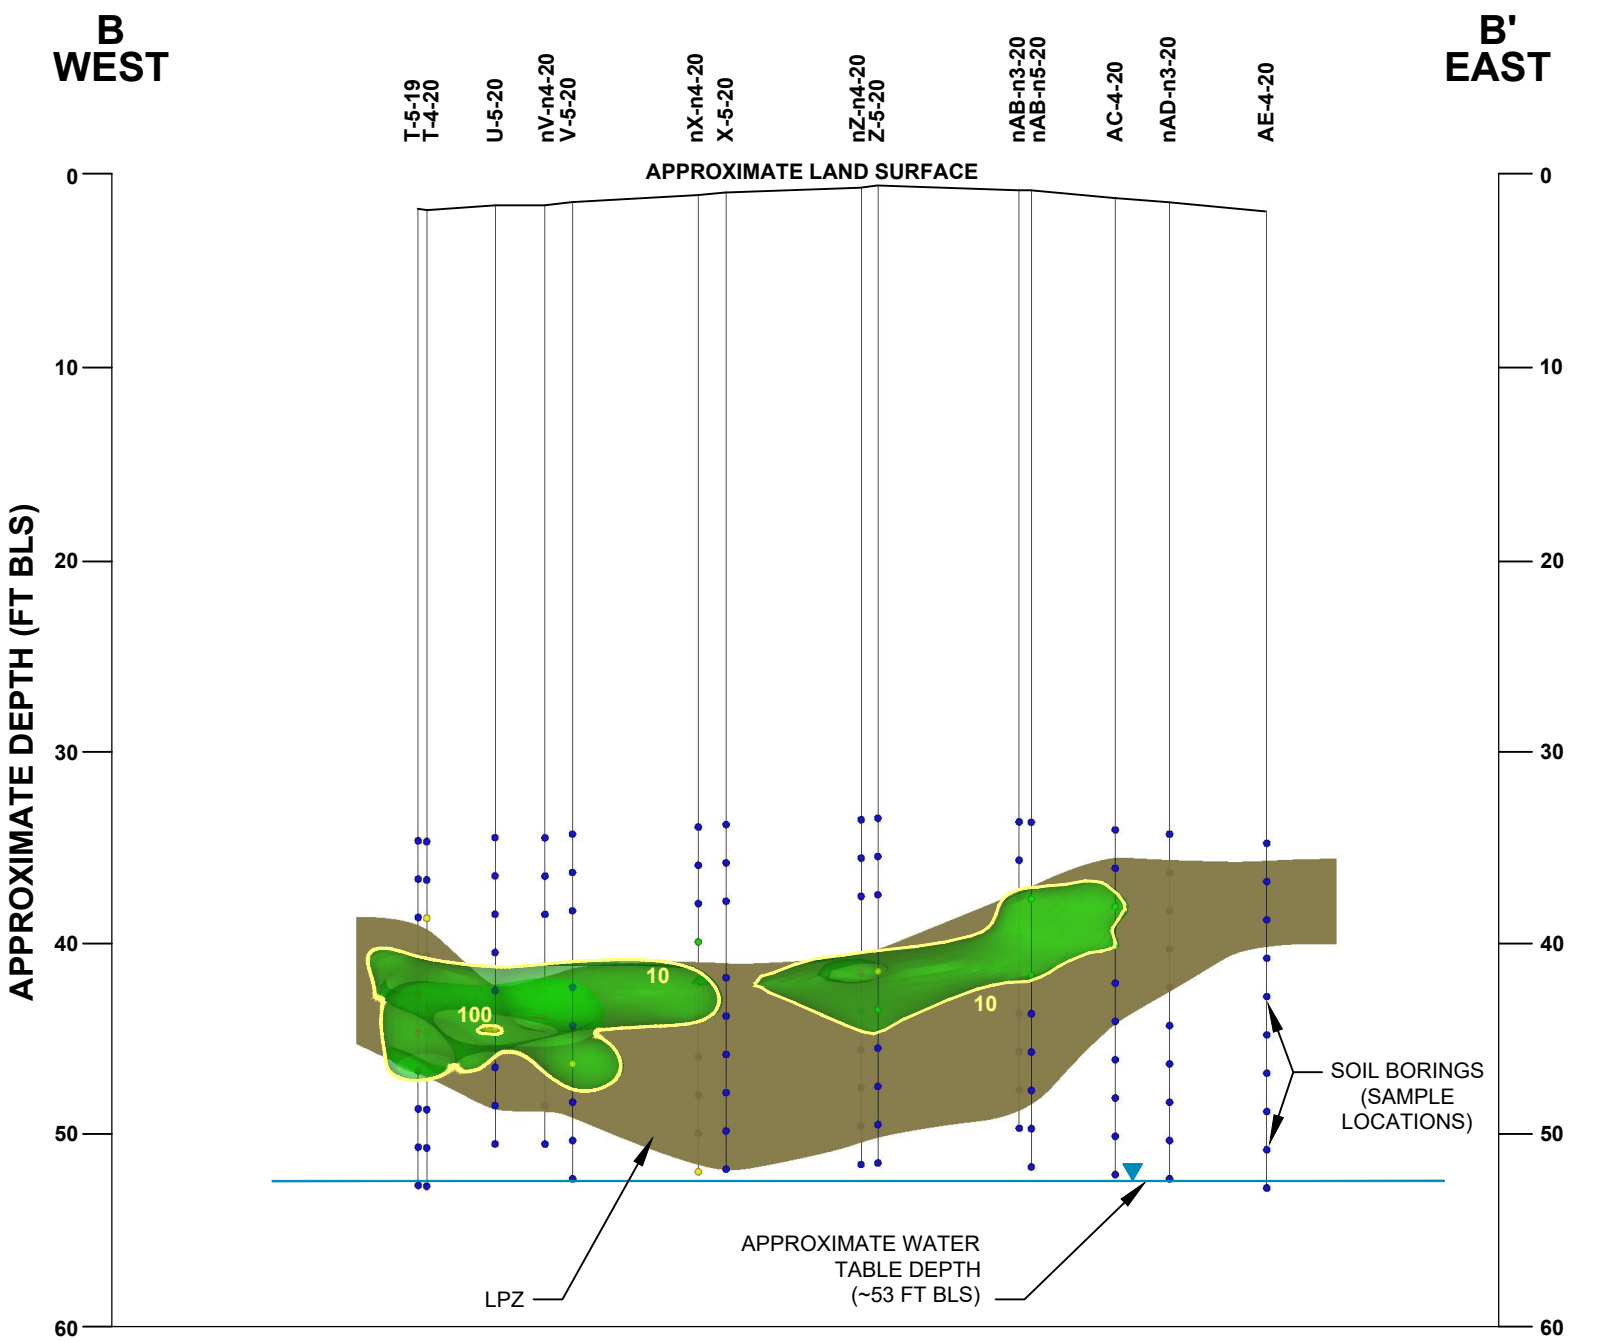 B
WEST
B'
EAST
T-5-19
T-4-20
U-5-20
nV-n4-20
V-5-20
nX-n4-20
X-5-20
nZ-n4-20
Z-5-20
nAB-n3-20
nAB-n5-20
AC-4-20
nAD-n3-20
AE-4-20
APPROXIMATE LAND SURFACE
APPROXIMATE DEPTH (FT BLS)
0
10
20
30
40
50
60
0
10
20
30
40
50
60
10
100
10
SOIL BORINGS
(SAMPLE
LOCATIONS)
APPROXIMATE WATER
TABLE DEPTH
(~53 FT BLS)
LPZ